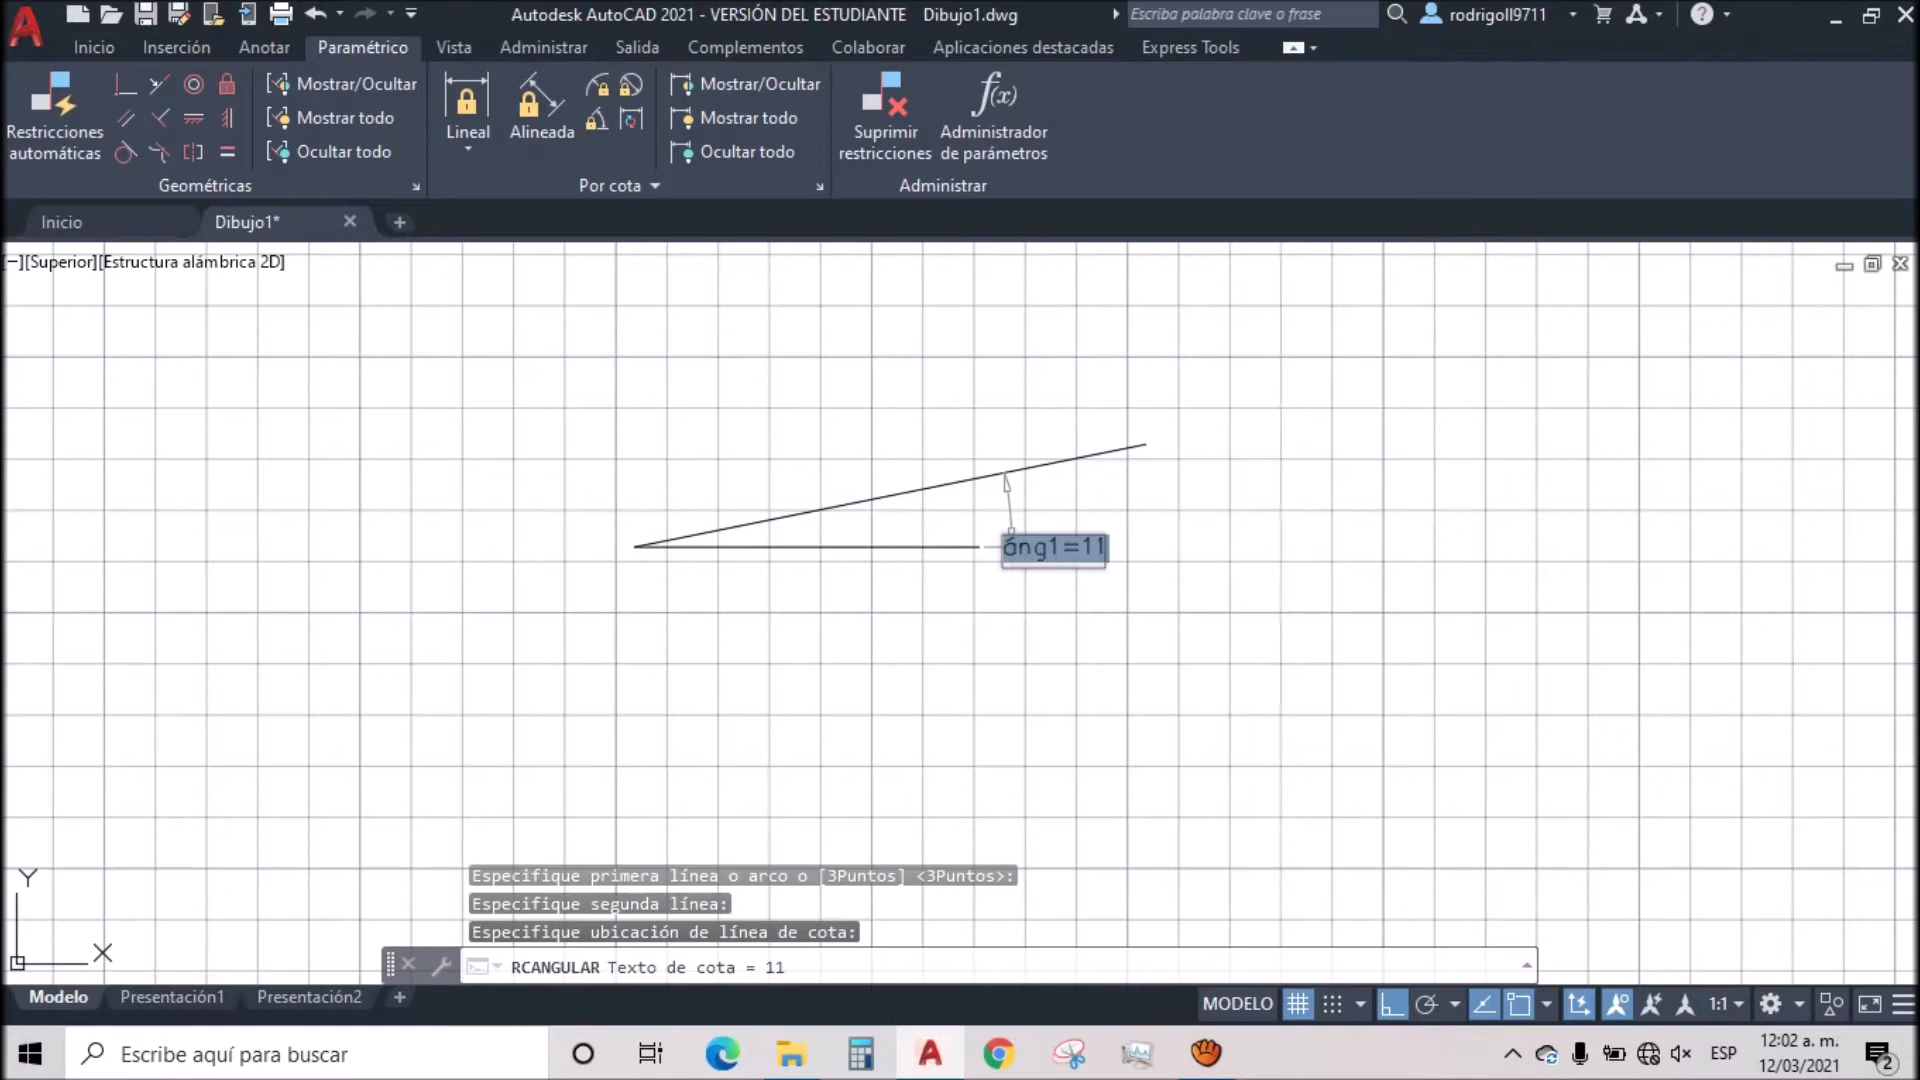 Autodesk AutoCAD 2021 - VERSIÓN DEL ESTUDIANTE Dibujo1.dwg
Escriba palabra clave o frase
rodrigoll9711
Inicio Inserción Anotar Paramétrico Vista Administrar Salida Complementos Colaborar Aplicaciones destacadas Express Tools
Restricciones
automáticas
Mostrar/Ocultar
Mostrar todo
Ocultar todo
Geométricas
Lineal
Alineada
Mostrar/Ocultar
Mostrar todo
Ocultar todo
Por cota
Suprimir
restricciones
f(x)
Administrador
de parámetros
Administrar
Inicio Dibujo1*
[−][Superior][Estructura alámbrica 2D]
áng1=11
Y
X
Especifique primera línea o arco o [3Puntos] <3Puntos>:
Especifique segunda línea:
Especifique ubicación de línea de cota:
RCANGULAR Texto de cota = 11
Modelo Presentación1 Presentación2 +
MODELO 1:1
Escribe aquí para buscar
ESP
12:02 a. m.
12/03/2021
2